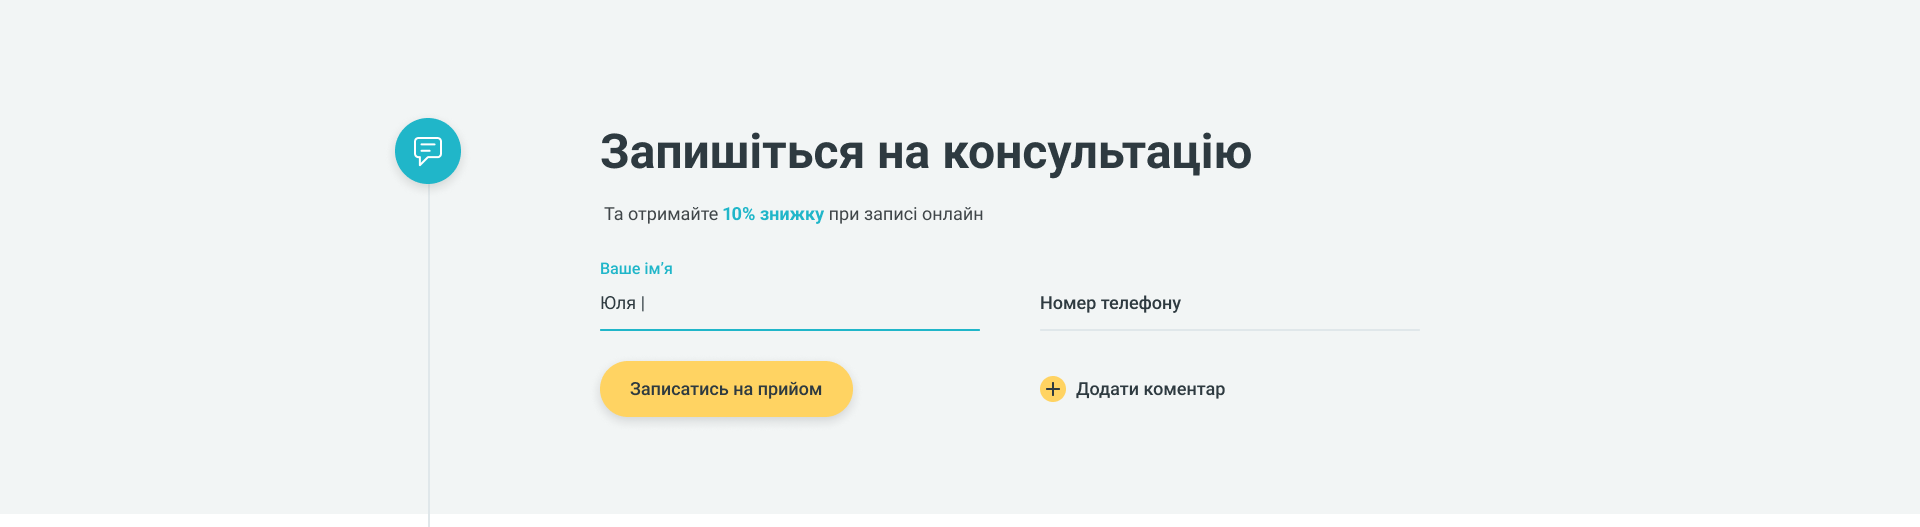 Запишіться на консультацію
Та отримайте 10% знижку при записі онлайн
Ваше ім’я
Юля |
Номер телефону
Записатись на прийом
Додати коментар